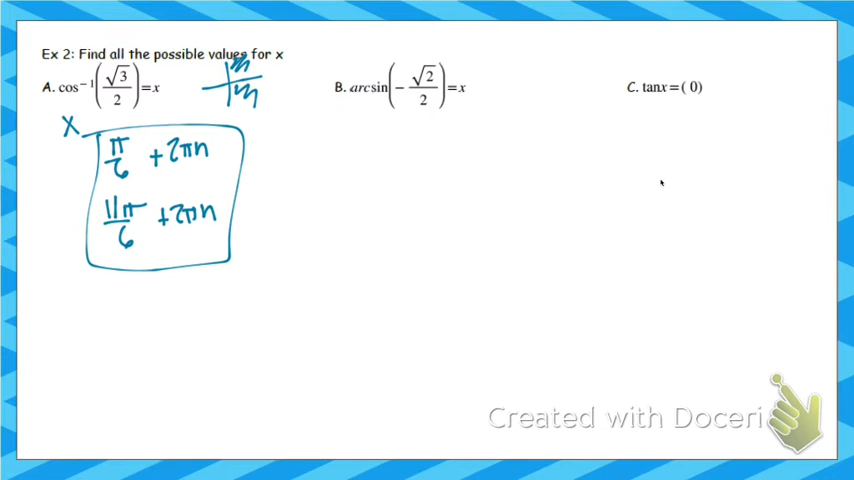 Ex 2: Find all the possible values for x
A. cos⁻¹(√3/2)=x
B. arcsin(−√2/2)=x
C. tanx=( 0)
X
π/6 + 2πn
11π/6 + 2πn
Created with Doceri